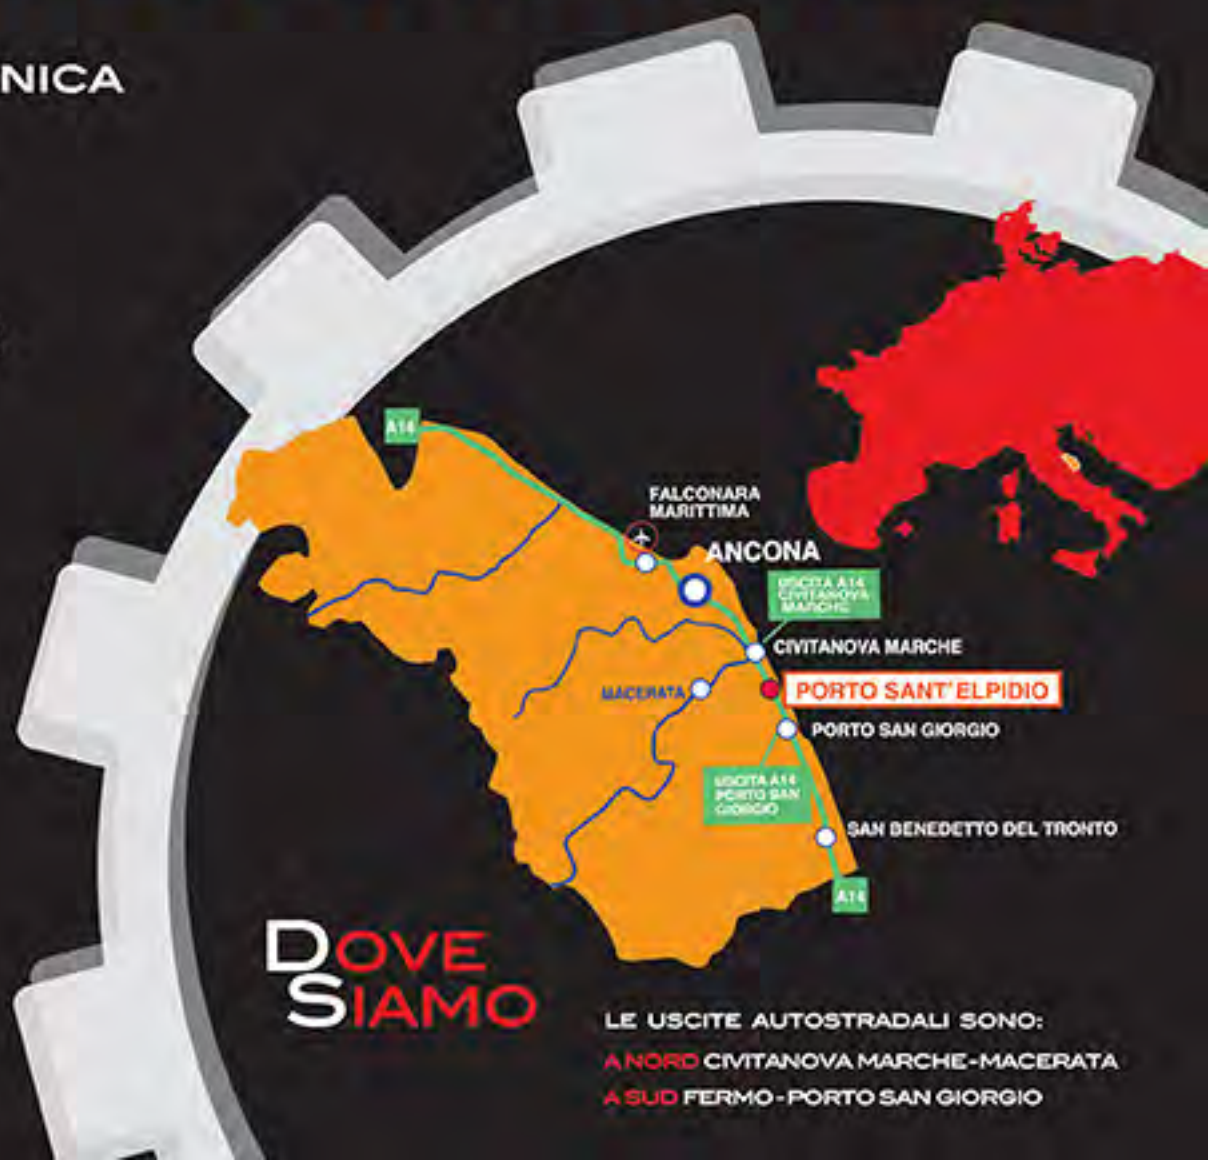 NICA
A14
FALCONARA
MARITTIMA
ANCONA
USCITA A14
CIVITANOVA
MARCHE
CIVITANOVA MARCHE
MACERATA
PORTO SANT'ELPIDIO
PORTO SAN GIORGIO
USCITA A14
PORTO SAN
GIORGIO
SAN BENEDETTO DEL TRONTO
A14
DOVE
SIAMO
LE USCITE AUTOSTRADALI SONO:
A NORD CIVITANOVA MARCHE-MACERATA
A SUD FERMO-PORTO SAN GIORGIO